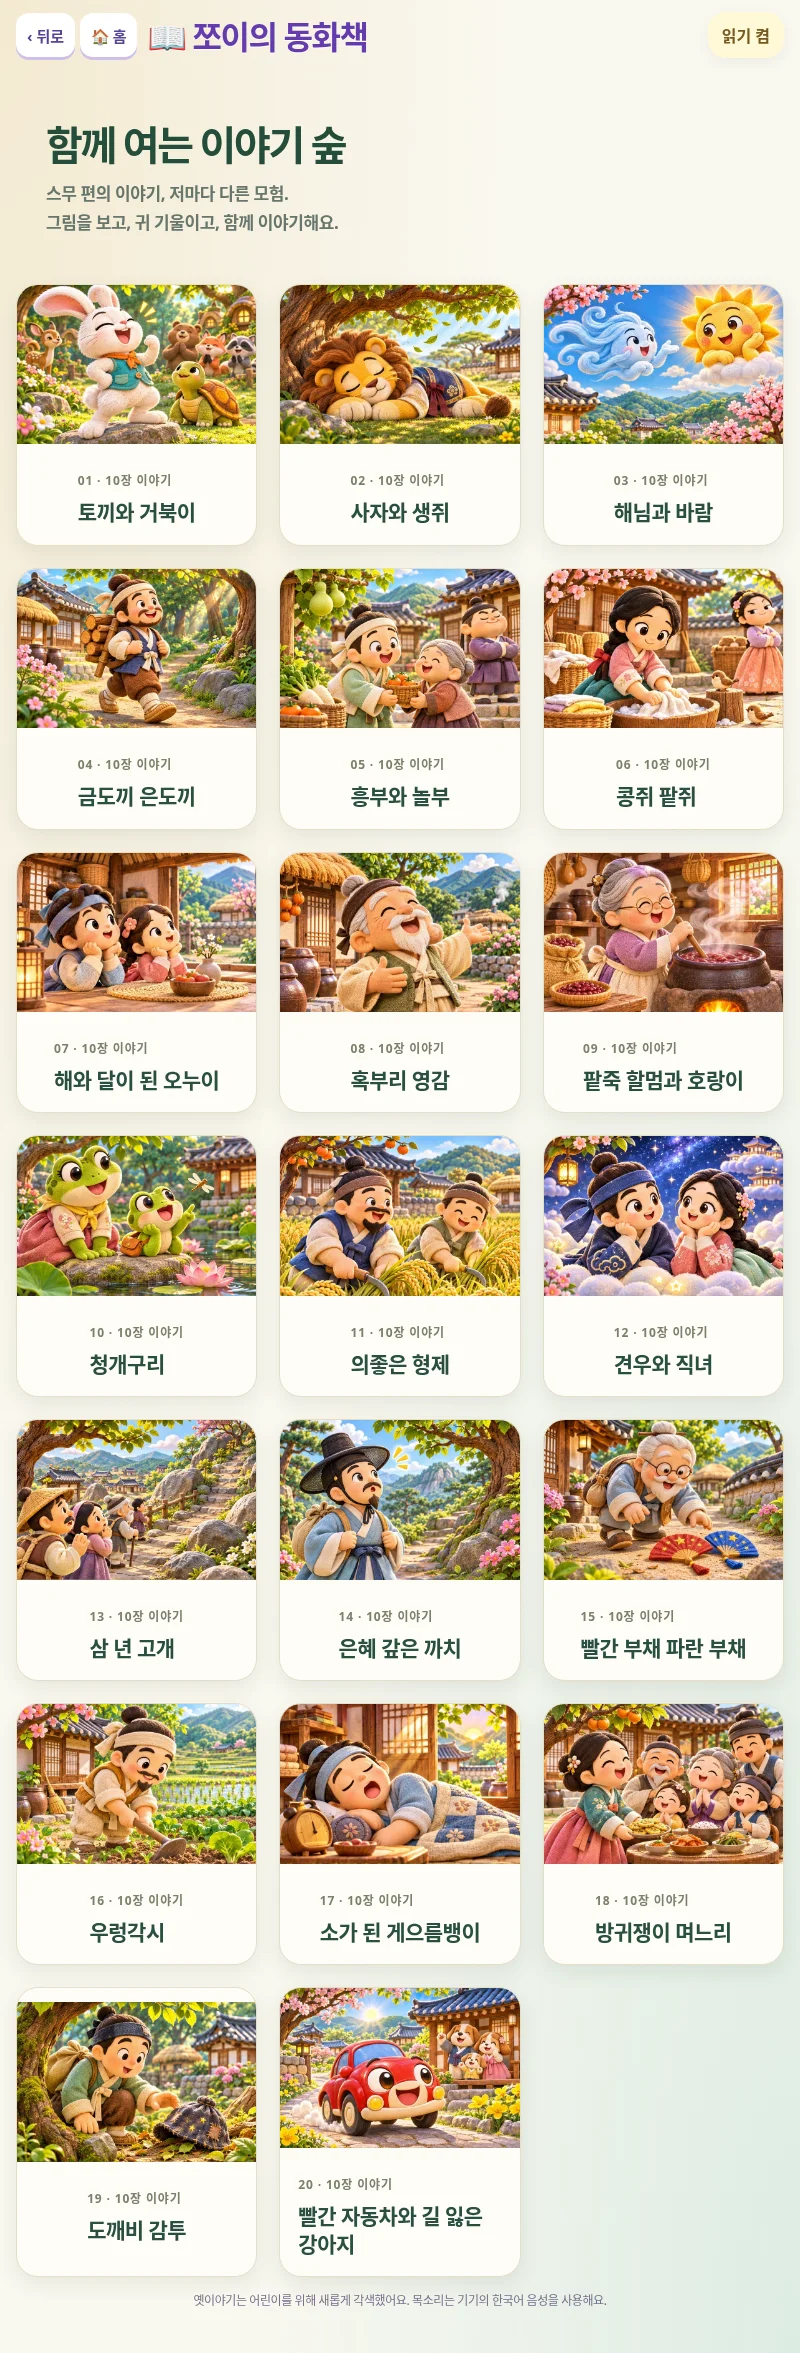 ‹ 뒤로
🏠 홈
📖 쪼이의 동화책
읽기 켬
함께 여는 이야기 숲
스무 편의 이야기, 저마다 다른 모험.
그림을 보고, 귀 기울이고, 함께 이야기해요.
01 · 10장 이야기
토끼와 거북이
02 · 10장 이야기
사자와 생쥐
03 · 10장 이야기
해님과 바람
04 · 10장 이야기
금도끼 은도끼
05 · 10장 이야기
흥부와 놀부
06 · 10장 이야기
콩쥐 팥쥐
07 · 10장 이야기
해와 달이 된 오누이
08 · 10장 이야기
혹부리 영감
09 · 10장 이야기
팥죽 할멈과 호랑이
10 · 10장 이야기
청개구리
11 · 10장 이야기
의좋은 형제
12 · 10장 이야기
견우와 직녀
13 · 10장 이야기
삼 년 고개
14 · 10장 이야기
은혜 갚은 까치
15 · 10장 이야기
빨간 부채 파란 부채
16 · 10장 이야기
우렁각시
17 · 10장 이야기
소가 된 게으름뱅이
18 · 10장 이야기
방귀쟁이 며느리
19 · 10장 이야기
도깨비 감투
20 · 10장 이야기
빨간 자동차와 길 잃은
강아지
옛이야기는 어린이를 위해 새롭게 각색했어요. 목소리는 기기의 한국어 음성을 사용해요.